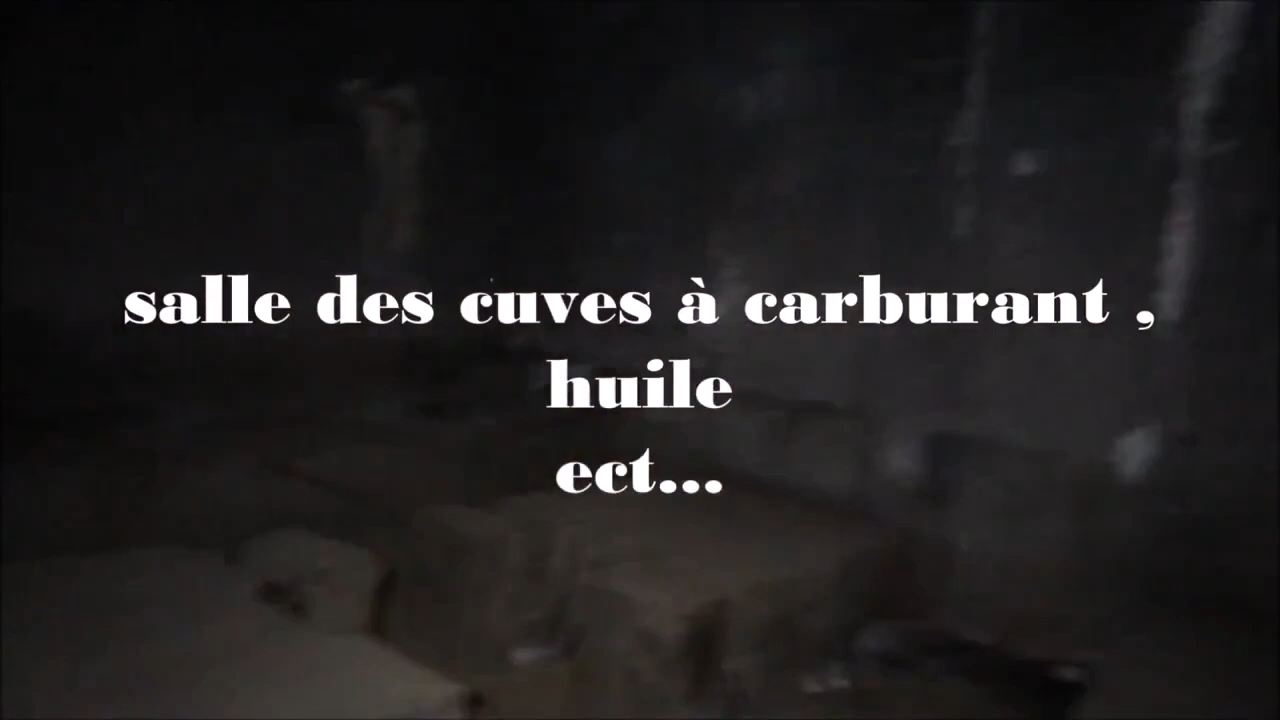 salle des cuves à carburant ,
huile
ect...